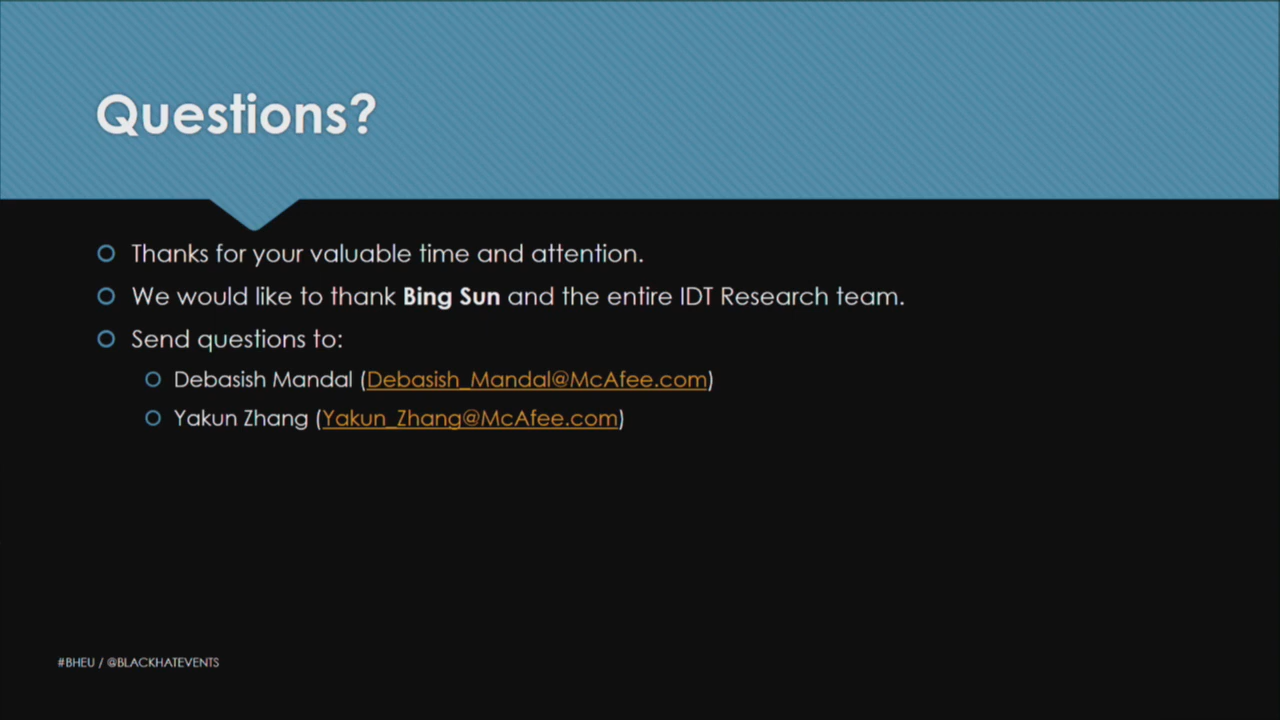 Questions?
Thanks for your valuable time and attention.
We would like to thank Bing Sun and the entire IDT Research team.
Send questions to:
Debasish Mandal (Debasish_Mandal@McAfee.com)
Yakun Zhang (Yakun_Zhang@McAfee.com)
#BHEU / @BLACKHATEVENTS